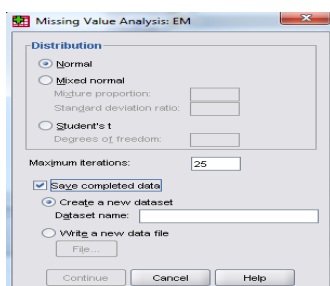 Missing Value Analysis: EM
Distribution
Normal
Mixed normal
Mixture proportion:
Standard deviation ratio:
Student's t
Degrees of freedom:
Maximum iterations: 25
Save completed data
Create a new dataset
Dataset name:
Write a new data file
File...
Continue Cancel Help